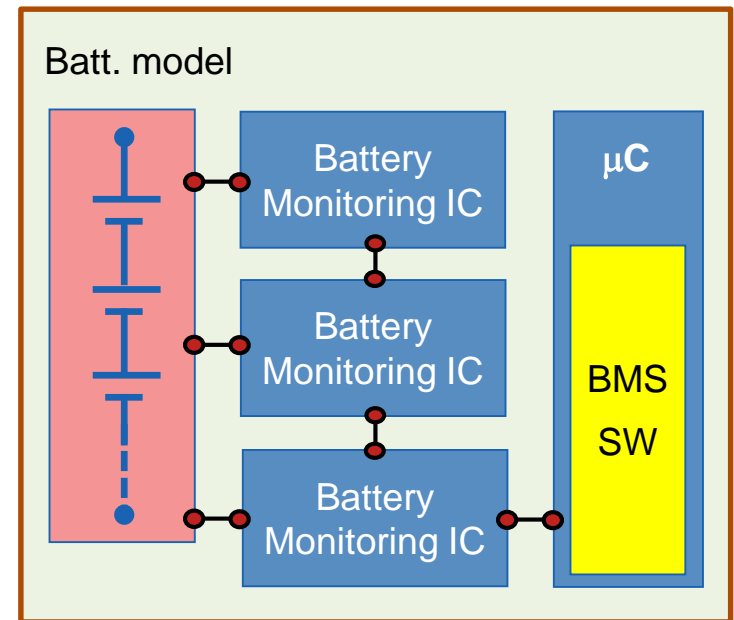 Batt. model
Battery
Monitoring IC
μC
Battery
Monitoring IC
BMS
SW
Battery
Monitoring IC